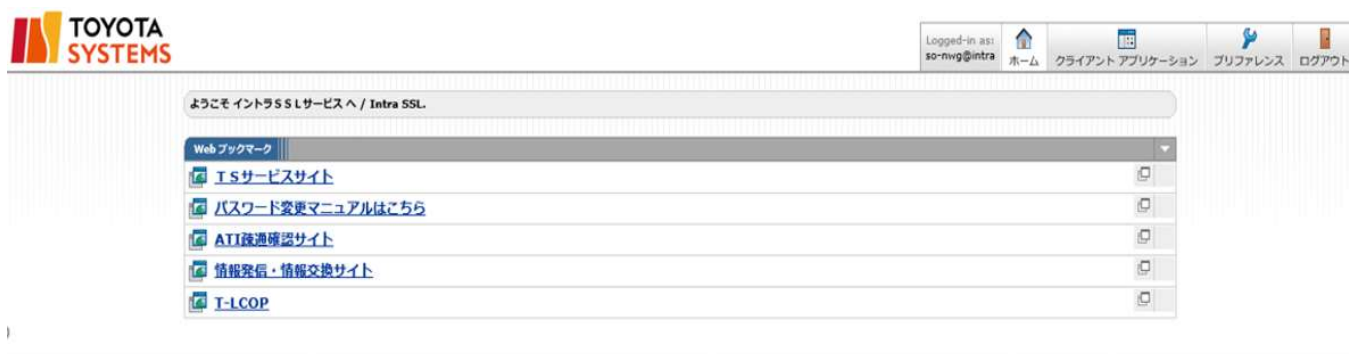 TOYOTA
SYSTEMS
Logged-in as:
so-nwg@intra
ホーム
クライアント アプリケーション
プリファレンス
ログアウト
ようこそ イントラＳＳＬサービス へ / Intra SSL.
Web ブックマーク
ＴＳサービスサイト
パスワード変更マニュアルはこちら
ATI疎通確認サイト
情報発信・情報交換サイト
T-LCOP
)